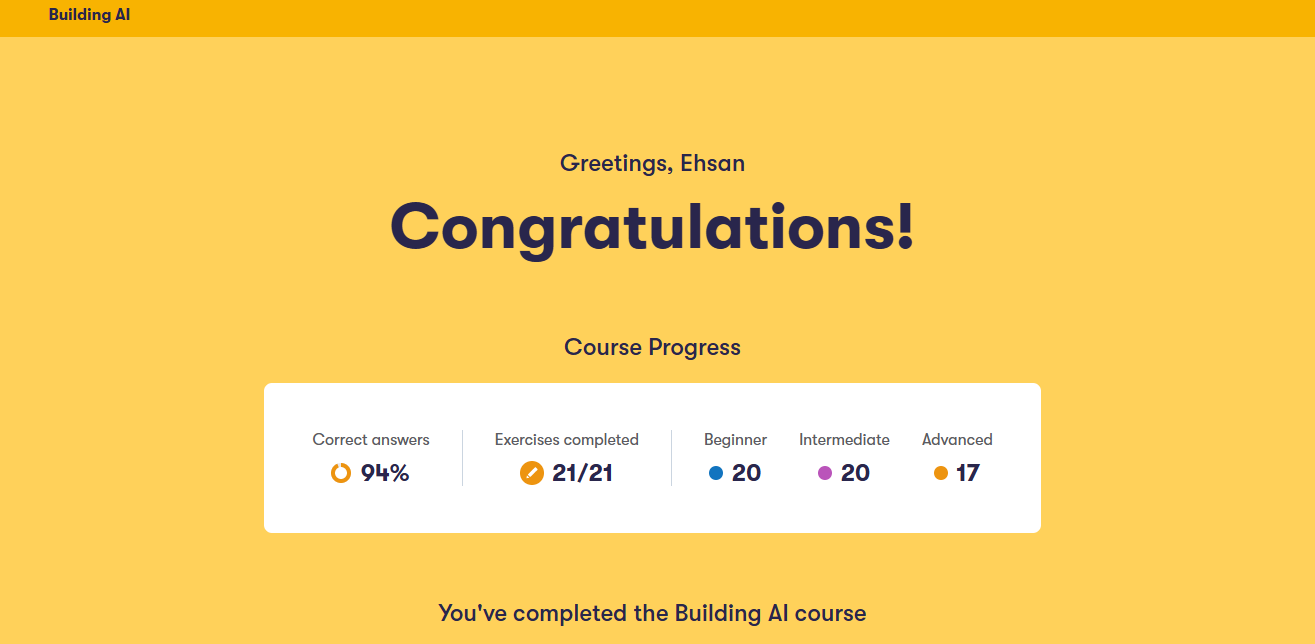 Building AI
Greetings, Ehsan
Congratulations!
Course Progress
Correct answers
94%
Exercises completed
21/21
Beginner
20
Intermediate
20
Advanced
17
You've completed the Building AI course